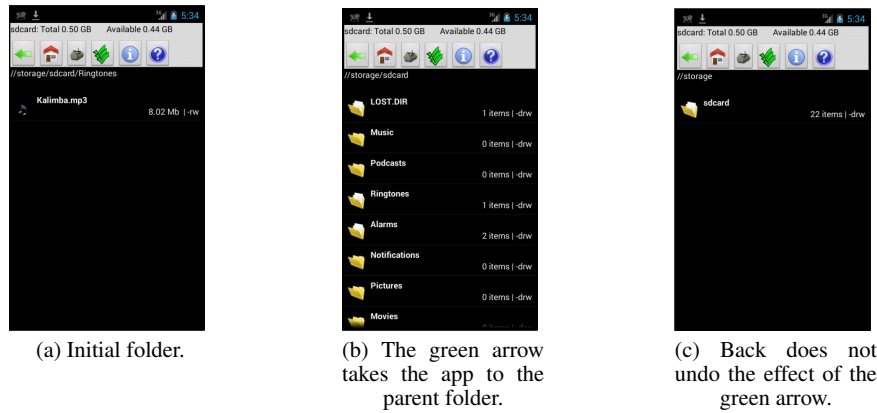 3G 5:34
sdcard: Total 0.50 GB Available 0.44 GB
//storage/sdcard/Ringtones
Kalimba.mp3
8.02 Mb | -rw
(a) Initial folder.
3G 5:34
sdcard: Total 0.50 GB Available 0.44 GB
//storage/sdcard
LOST.DIR
1 items | -drw
Music
0 items | -drw
Podcasts
0 items | -drw
Ringtones
1 items | -drw
Alarms
2 items | -drw
Notifications
0 items | -drw
Pictures
0 items | -drw
Movies
(b) The green arrow
takes the app to the
parent folder.
3G 5:34
sdcard: Total 0.50 GB Available 0.44 GB
//storage
sdcard
22 items | -drw
(c) Back does not
undo the effect of the
green arrow.